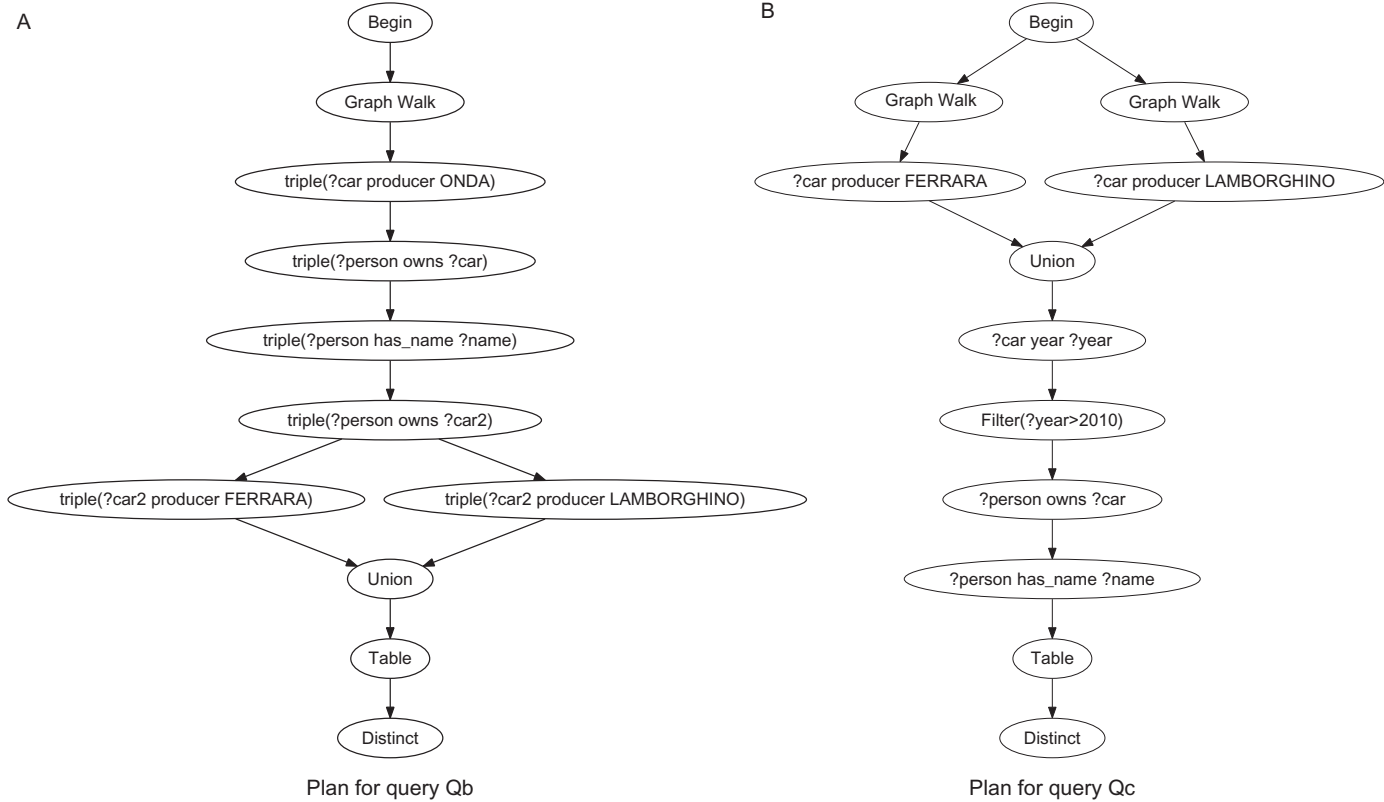 A
Begin
Graph Walk
triple(?car producer ONDA)
triple(?person owns ?car)
triple(?person has_name ?name)
triple(?person owns ?car2)
triple(?car2 producer FERRARA)
triple(?car2 producer LAMBORGHINO)
Union
Table
Distinct
Plan for query Qb
B
Begin
Graph Walk
Graph Walk
?car producer FERRARA
?car producer LAMBORGHINO
Union
?car year ?year
Filter(?year>2010)
?person owns ?car
?person has_name ?name
Table
Distinct
Plan for query Qc